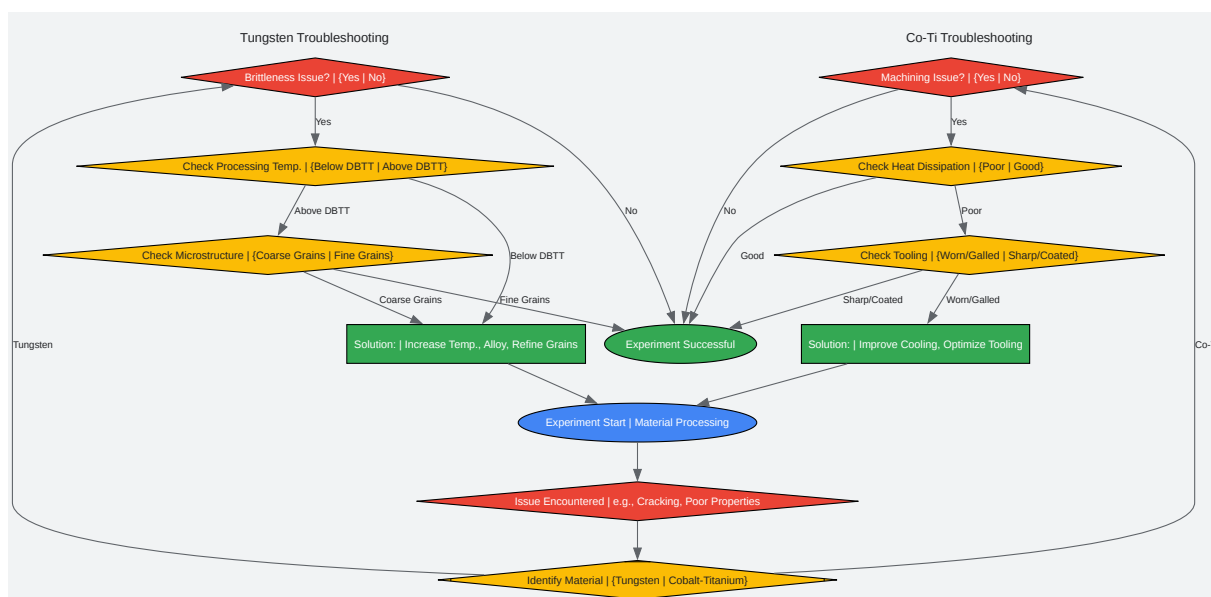 Tungsten Troubleshooting
Co-Ti Troubleshooting
Brittleness Issue? | {Yes | No}
Machining Issue? | {Yes | No}
Yes
Yes
Check Processing Temp. | {Below DBTT | Above DBTT}
Check Heat Dissipation | {Poor | Good}
Above DBTT
No
No
Poor
Check Microstructure | {Coarse Grains | Fine Grains}
Below DBTT
Good
Check Tooling | {Worn/Galled | Sharp/Coated}
Coarse Grains
Fine Grains
Sharp/Coated
Worn/Galled
Tungsten
Solution: | Increase Temp., Alloy, Refine Grains
Experiment Successful
Solution: | Improve Cooling, Optimize Tooling
Co-
Experiment Start | Material Processing
Issue Encountered | e.g., Cracking, Poor Properties
Identify Material | {Tungsten | Cobalt-Titanium}